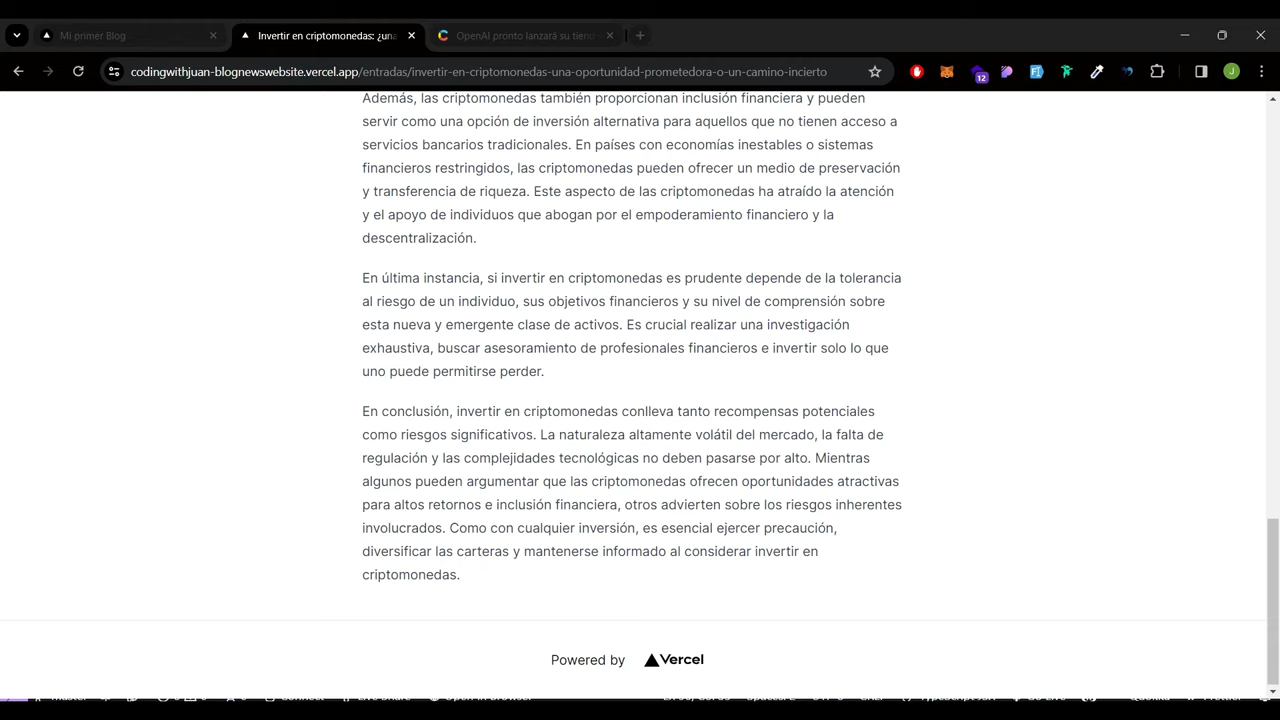 Mi primer Blog
Invertir en criptomonedas: ¿una
OpenAI pronto lanzará su tiend
codingwithjuan-blognewswebsite.vercel.app/entradas/invertir-en-criptomonedas-una-oportunidad-prometedora-o-un-camino-incierto
12
J
Además, las criptomonedas también proporcionan inclusión financiera y pueden
servir como una opción de inversión alternativa para aquellos que no tienen acceso a
servicios bancarios tradicionales. En países con economías inestables o sistemas
financieros restringidos, las criptomonedas pueden ofrecer un medio de preservación
y transferencia de riqueza. Este aspecto de las criptomonedas ha atraído la atención
y el apoyo de individuos que abogan por el empoderamiento financiero y la
descentralización.
En última instancia, si invertir en criptomonedas es prudente depende de la tolerancia
al riesgo de un individuo, sus objetivos financieros y su nivel de comprensión sobre
esta nueva y emergente clase de activos. Es crucial realizar una investigación
exhaustiva, buscar asesoramiento de profesionales financieros e invertir solo lo que
uno puede permitirse perder.
En conclusión, invertir en criptomonedas conlleva tanto recompensas potenciales
como riesgos significativos. La naturaleza altamente volátil del mercado, la falta de
regulación y las complejidades tecnológicas no deben pasarse por alto. Mientras
algunos pueden argumentar que las criptomonedas ofrecen oportunidades atractivas
para altos retornos e inclusión financiera, otros advierten sobre los riesgos inherentes
involucrados. Como con cualquier inversión, es esencial ejercer precaución,
diversificar las carteras y mantenerse informado al considerar invertir en
criptomonedas.
Powered by Vercel